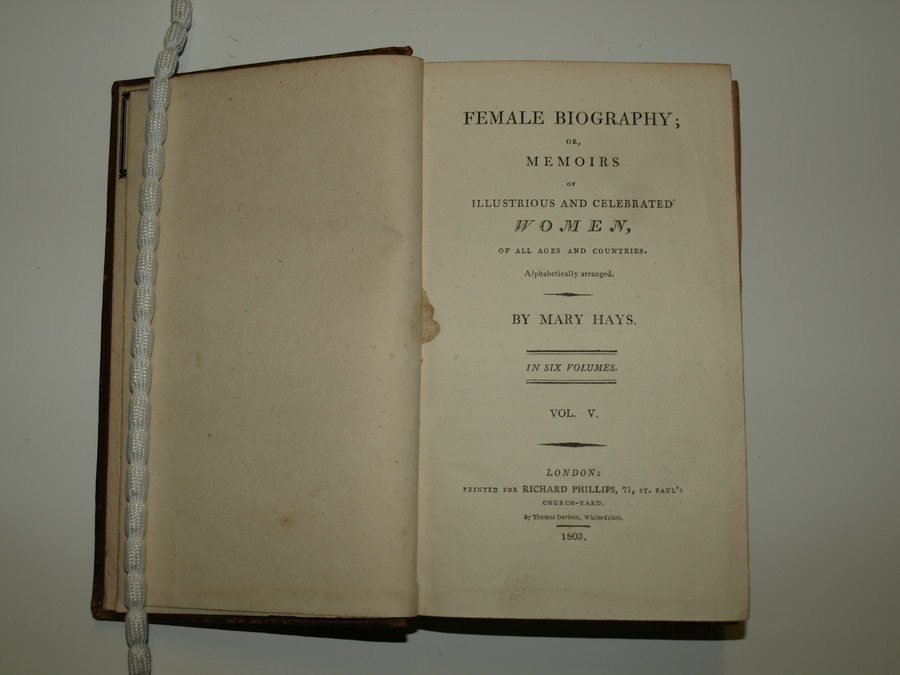 FEMALE BIOGRAPHY;
OR,
MEMOIRS
OF
ILLUSTRIOUS AND CELEBRATED
WOMEN,
OF ALL AGES AND COUNTRIES.
Alphabetically arranged.
BY MARY HAYS.
IN SIX VOLUMES.
VOL. V.
LONDON:
PRINTED FOR RICHARD PHILLIPS, 71, ST. PAUL'S
CHURCH-YARD.
By Thomas Davison, White-Friars.
1803.